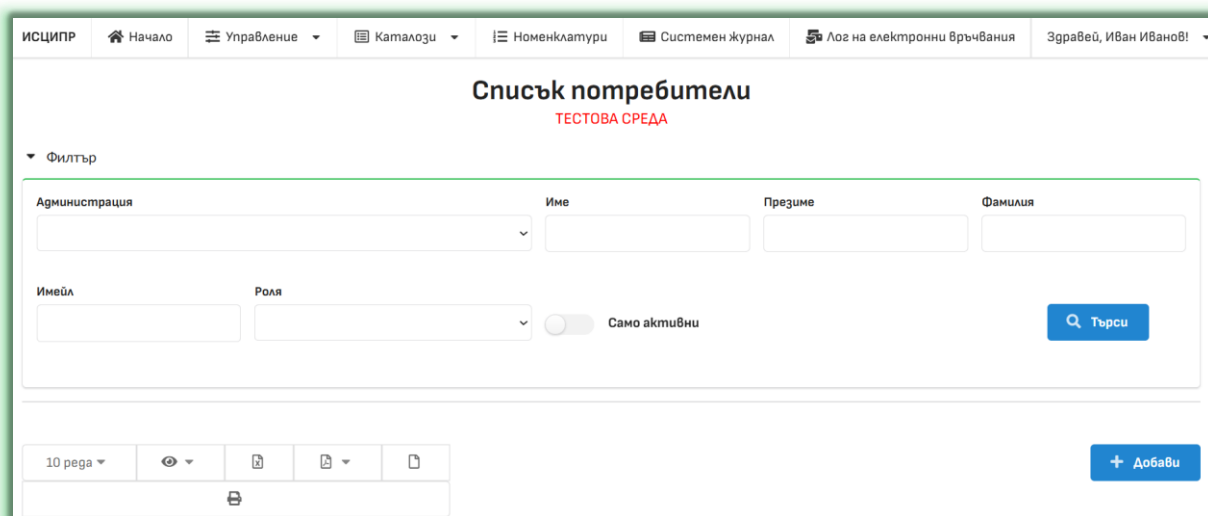 ИСЦИПР Начало Управление Каталози Номенклатури Системен журнал Лог на електронни връчвания Здравей, Иван Иванов!
Списък потребители
ТЕСТОВА СРЕДА
Филтър
Администрация Име Презиме Фамилия
Имейл Роля
Само активни Търси
10 реда Добави